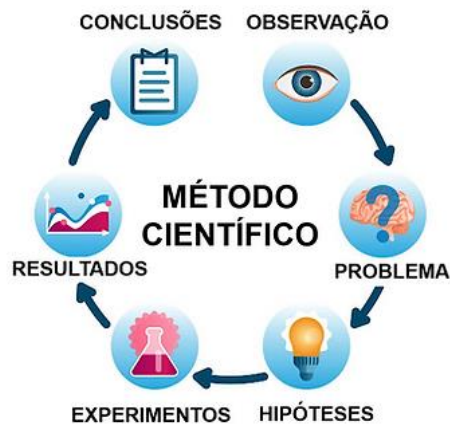 CONCLUSÕES
OBSERVAÇÃO
MÉTODO
CIENTÍFICO
RESULTADOS
PROBLEMA
EXPERIMENTOS
HIPÓTESES